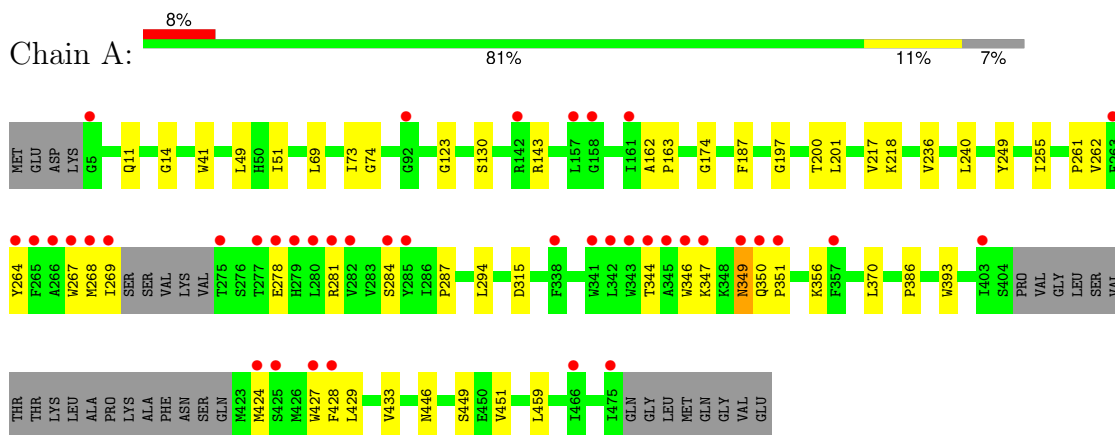 8%
Chain A:
81% 11% 7%
MET GLU ASP LYS G5 Q11 G14 W41 L49 H50 I51 L69 I73 G74 G92 G123 S130 R142 R143 L157 G158 I161 A162 P163 G174 F187 G197 T200 L201 V217 K218 V236 L240 Y249 I255 P261 V262 F263
Y264 F265 A266 W267 M268 I269 SER SER VAL LYS VAL T275 S276 T277 E278 H279 L280 R281 V282 V283 S284 Y285 I286 P287 L294 D315 F338 W341 L342 W343 T344 A345 W346 K347 K348 N349 Q350 P351 K356 F357 L370 P386 W393 I403 S404 PRO VAL GLY LEU SER VAL
THR THR LYS LEU ALA PRO LYS ALA PHE ASN SER GLN M423 M424 S425 M426 W427 F428 L429 V433 N446 S449 E450 V451 L459 I466 I475 GLN GLY LEU MET GLN GLY VAL GLU